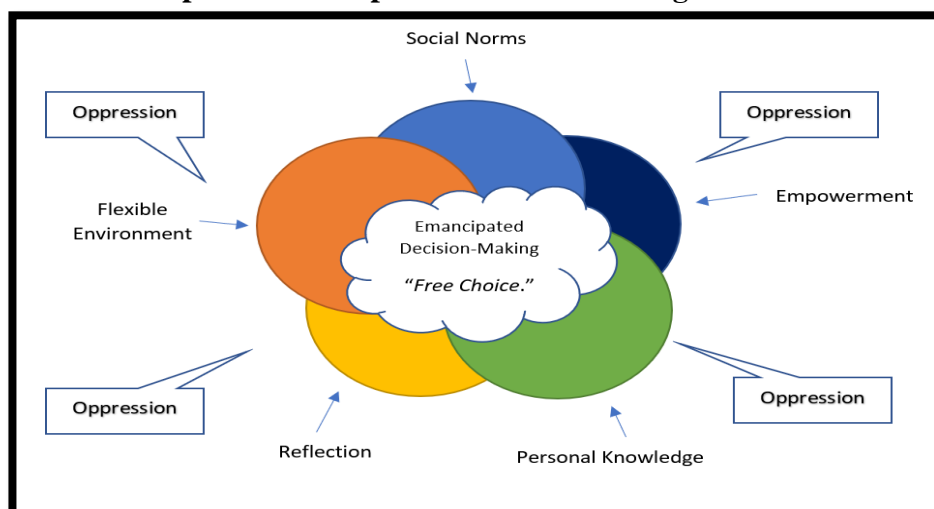 Social Norms
Oppression
Oppression
Empowerment
Flexible
Environment
Emancipated
Decision-Making
“Free Choice.”
Oppression
Oppression
Reflection
Personal Knowledge